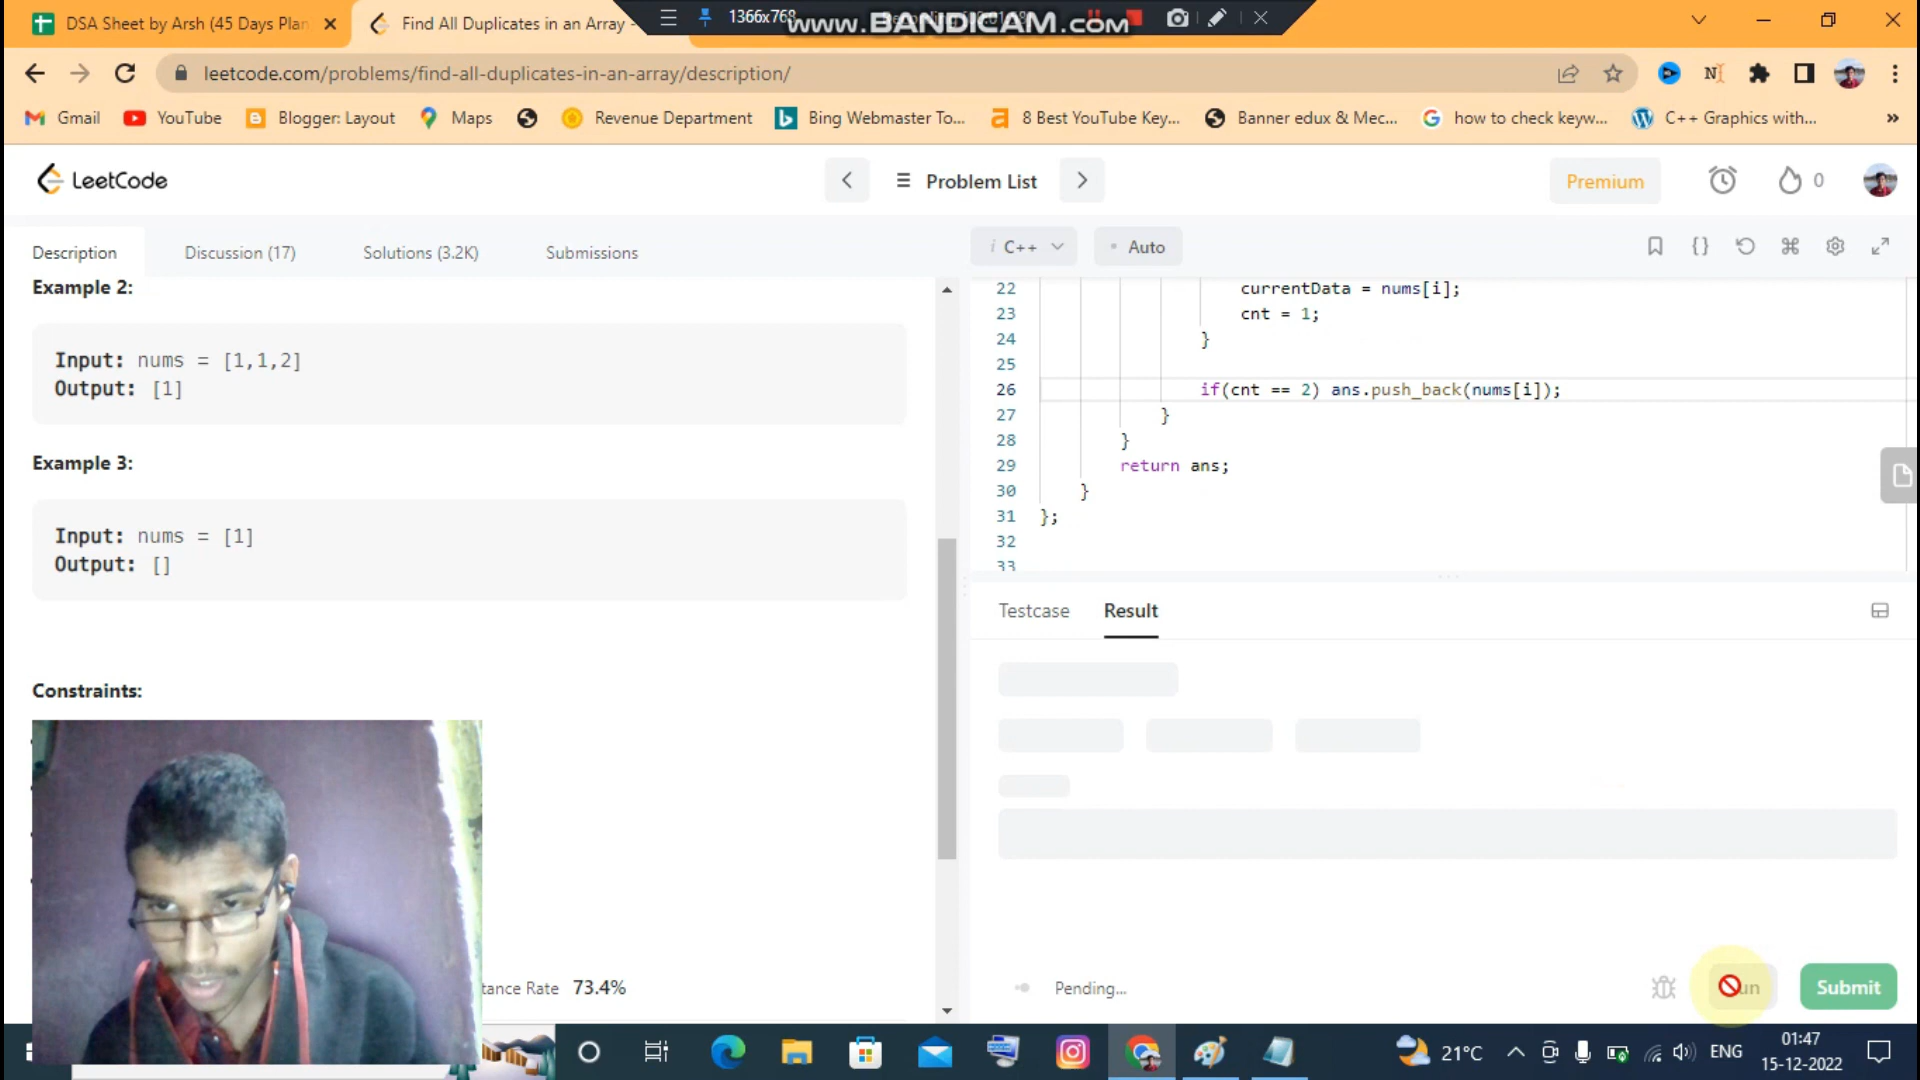 DSA Sheet by Arsh (45 Days Plan
Find All Duplicates in an Array -
1366x768
www.BANDICAM.com
leetcode.com/problems/find-all-duplicates-in-an-array/description/
Gmail
YouTube
Blogger: Layout
Maps
Revenue Department
Bing Webmaster To...
8 Best YouTube Key...
Banner edux & Mec...
how to check keyw...
C++ Graphics with...
»
LeetCode
Problem List
Premium
0
Description
Discussion (17)
Solutions (3.2K)
Submissions
i C++
Auto
Example 2:
Input: nums = [1,1,2]
Output: [1]
Example 3:
Input: nums = [1]
Output: []
Constraints:
tance Rate 73.4%
22 currentData = nums[i];
23 cnt = 1;
24 }
25
26 if(cnt == 2) ans.push_back(nums[i]);
27 }
28 }
29 return ans;
30 }
31 };
32
33
Testcase
Result
Pending...
Submit
21°C
ENG
01:47
15-12-2022